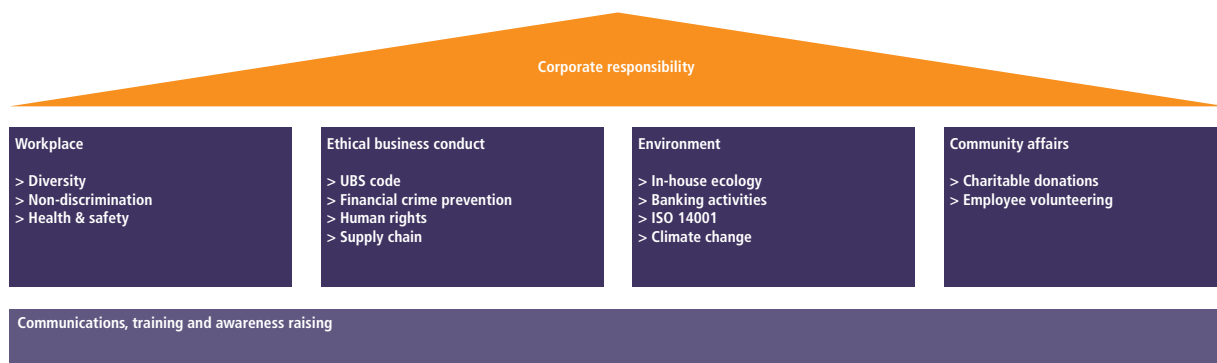 Corporate responsibility
Workplace
> Diversity
> Non-discrimination
> Health & safety
Ethical business conduct
> UBS code
> Financial crime prevention
> Human rights
> Supply chain
Environment
> In-house ecology
> Banking activities
> ISO 14001
> Climate change
Community affairs
> Charitable donations
> Employee volunteering
Communications, training and awareness raising